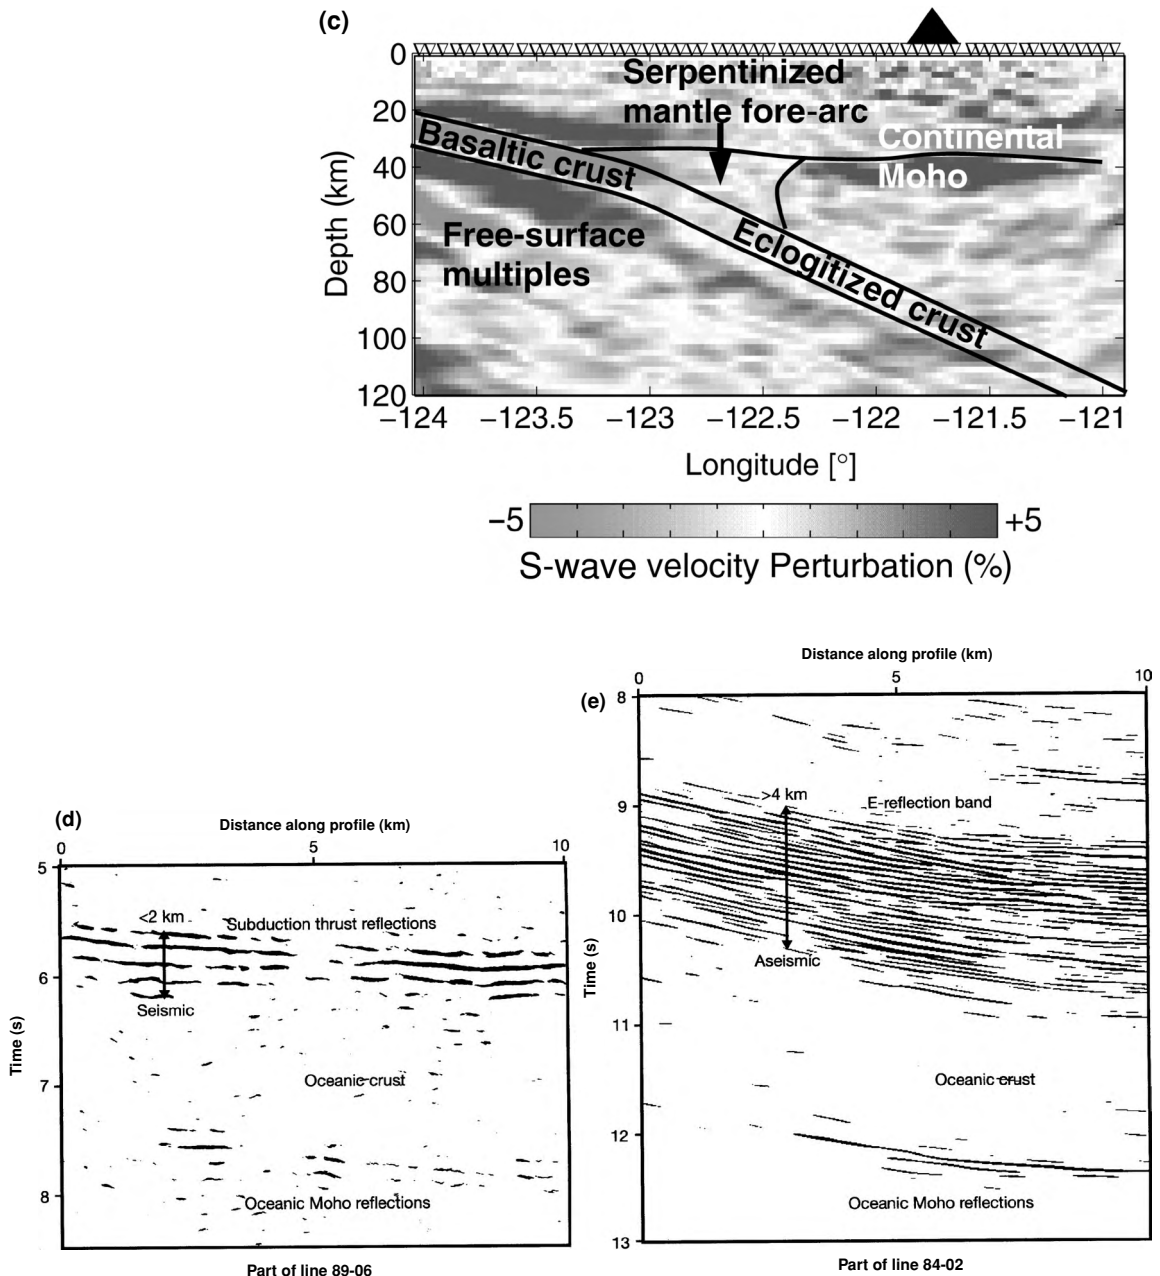 (c)
0
20
40
60
80
100
120
Depth (km)
Serpentinized
mantle fore-arc
Continental
Moho
Basaltic crust
Free-surface
multiples
Eclogitized crust
−124
−123.5
−123
−122.5
−122
−121.5
−121
Longitude [°]
−5
+5
S-wave velocity Perturbation (%)
(d)
Distance along profile (km)
0
5
10
5
6
7
8
Time (s)
<2 km
Subduction thrust reflections
Seismic
Oceanic crust
Oceanic Moho reflections
Part of line 89-06
(e)
Distance along profile (km)
0
5
10
8
9
10
11
12
13
Time (s)
>4 km
E-reflection band
Aseismic
Oceanic crust
Oceanic Moho reflections
Part of line 84-02